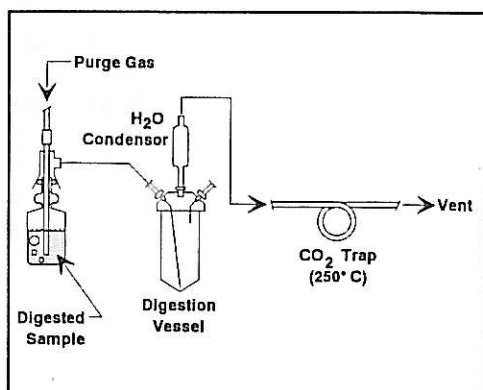 Purge Gas
H₂O
Condensor
Vent
CO₂ Trap
(250° C)
Digestion
Vessel
Digested
Sample